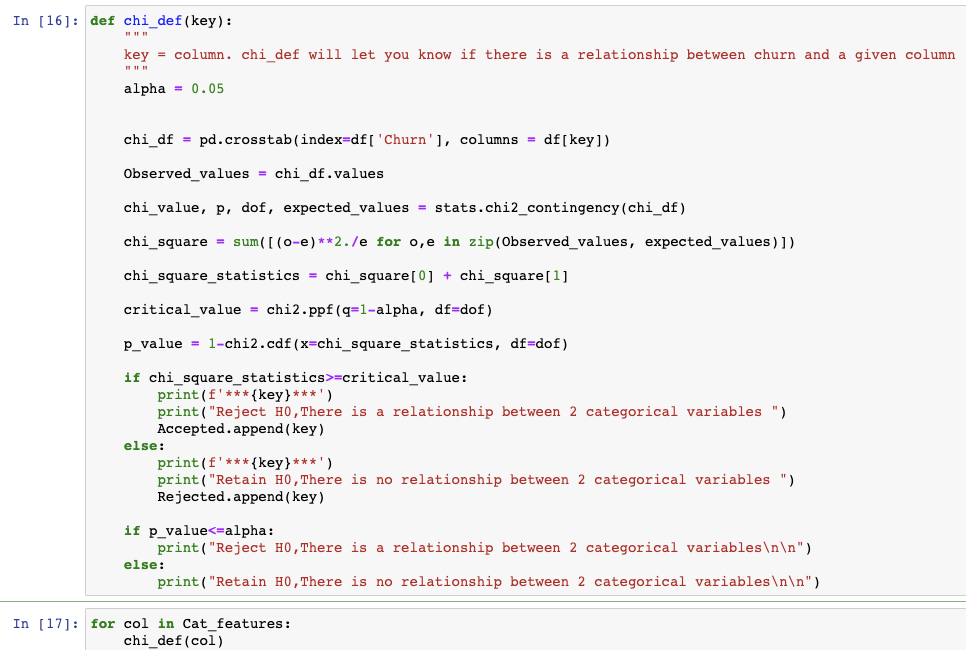 In [16]: def chi_def(key):
    """
    key = column. chi_def will let you know if there is a relationship between churn and a given column
    """
    alpha = 0.05
    chi_df = pd.crosstab(index=df['Churn'], columns = df[key])
    Observed_values = chi_df.values
    chi_value, p, dof, expected_values = stats.chi2_contingency(chi_df)
    chi_square = sum([(o-e)**2./e for o,e in zip(Observed_values, expected_values)])
    chi_square_statistics = chi_square[0] + chi_square[1]
    critical_value = chi2.ppf(q=1-alpha, df=dof)
    p_value = 1-chi2.cdf(x=chi_square_statistics, df=dof)
    if chi_square_statistics>=critical_value:
        print(f'***{key}***')
        print("Reject H0,There is a relationship between 2 categorical variables ")
        Accepted.append(key)
    else:
        print(f'***{key}***')
        print("Retain H0,There is no relationship between 2 categorical variables ")
        Rejected.append(key)
    if p_value<=alpha:
        print("Reject H0,There is a relationship between 2 categorical variables\n\n")
    else:
        print("Retain H0,There is no relationship between 2 categorical variables\n\n")
In [17]: for col in Cat_features:
    chi_def(col)